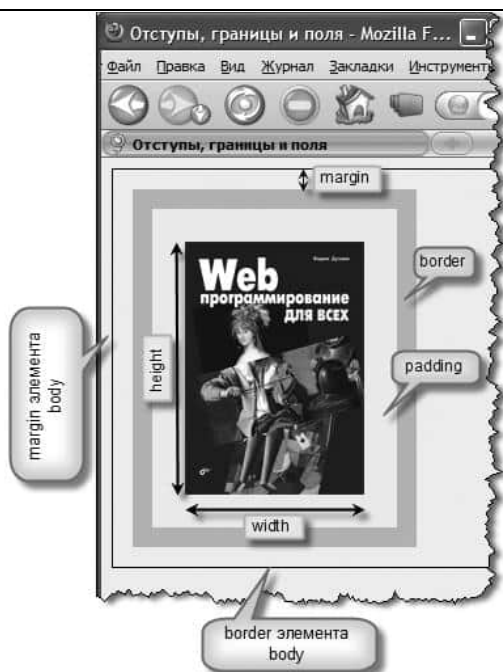 Отступы, границы и поля - Mozilla F...
Файл Правка Вид Журнал Закладки Инструменты
Отступы, границы и поля
margin
border
Web
программирование
для всех
height
padding
margin элемента
body
width
border элемента
body